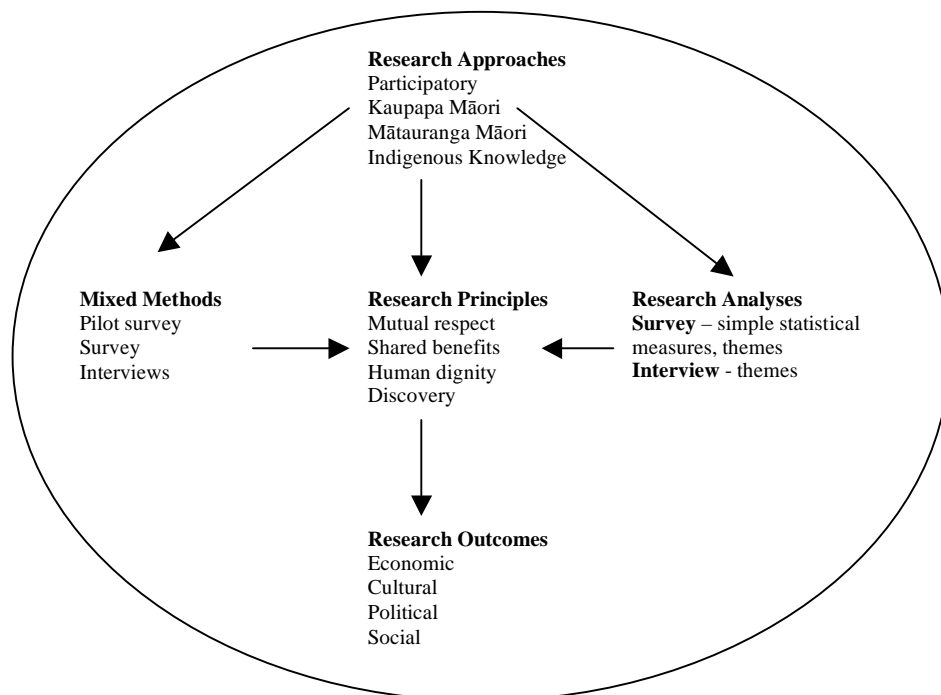 Research Approaches
Participatory
Kaupapa Māori
Mātauranga Māori
Indigenous Knowledge
Mixed Methods
Pilot survey
Survey
Interviews
Research Principles
Mutual respect
Shared benefits
Human dignity
Discovery
Research Analyses
Survey – simple statistical
measures, themes
Interview - themes
Research Outcomes
Economic
Cultural
Political
Social